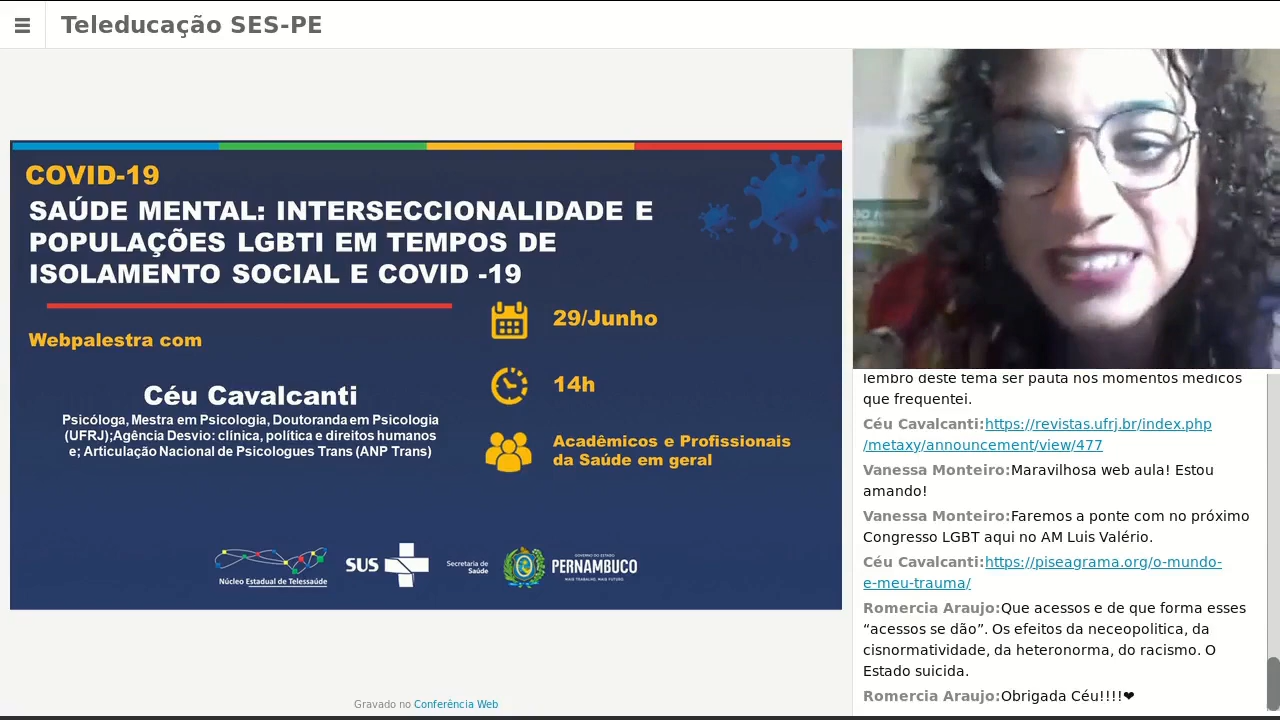 Teleducação SES-PE
COVID-19
SAÚDE MENTAL: INTERSECCIONALIDADE E
POPULAÇÕES LGBTI EM TEMPOS DE
ISOLAMENTO SOCIAL E COVID -19
Webpalestra com
Céu Cavalcanti
Psicóloga, Mestra em Psicologia, Doutoranda em Psicologia
(UFRJ);Agência Desvio: clínica, política e direitos humanos
e; Articulação Nacional de Psicologues Trans (ANP Trans)
29/Junho
14h
Acadêmicos e Profissionais
da Saúde em geral
Núcleo Estadual de Telessaúde
SUS
Secretaria de
Saúde
GOVERNO DO ESTADO
PERNAMBUCO
MAIS TRABALHO, MAIS FUTURO.
Gravado no Conferência Web
lembro deste tema ser pauta nos momentos médicos
que frequentei.
Céu Cavalcanti:https://revistas.ufrj.br/index.php
/metaxy/announcement/view/477
Vanessa Monteiro:Maravilhosa web aula! Estou
amando!
Vanessa Monteiro:Faremos a ponte com no próximo
Congresso LGBT aqui no AM Luis Valério.
Céu Cavalcanti:https://piseagrama.org/o-mundo-
e-meu-trauma/
Romercia Araujo:Que acessos e de que forma esses
“acessos se dão”. Os efeitos da neceopolitica, da
cisnormatividade, da heteronorma, do racismo. O
Estado suicida.
Romercia Araujo:Obrigada Céu!!!!❤